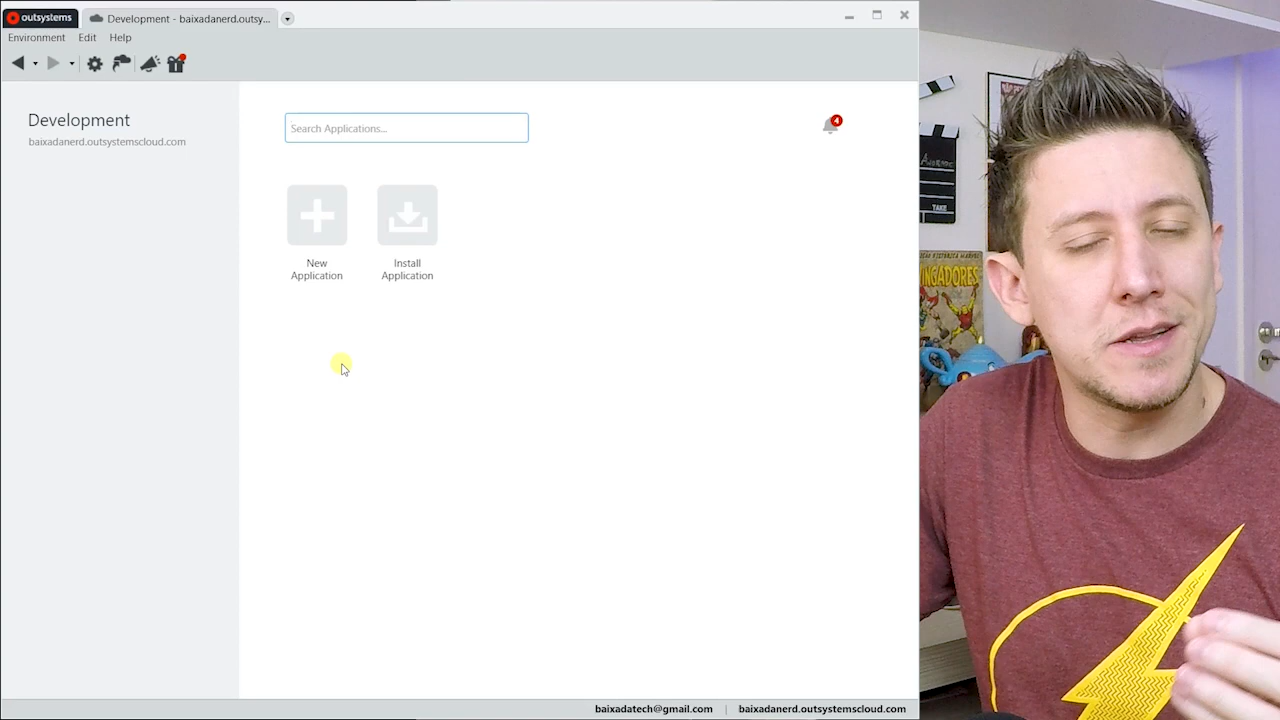 outsystems
Development - baixadanerd.outsy...
Environment Edit Help
Development
baixadanerd.outsystemscloud.com
Search Applications...
4
New
Application
Install
Application
baixadatech@gmail.com | baixadanerd.outsystemscloud.com
TAKE
VINGADORES